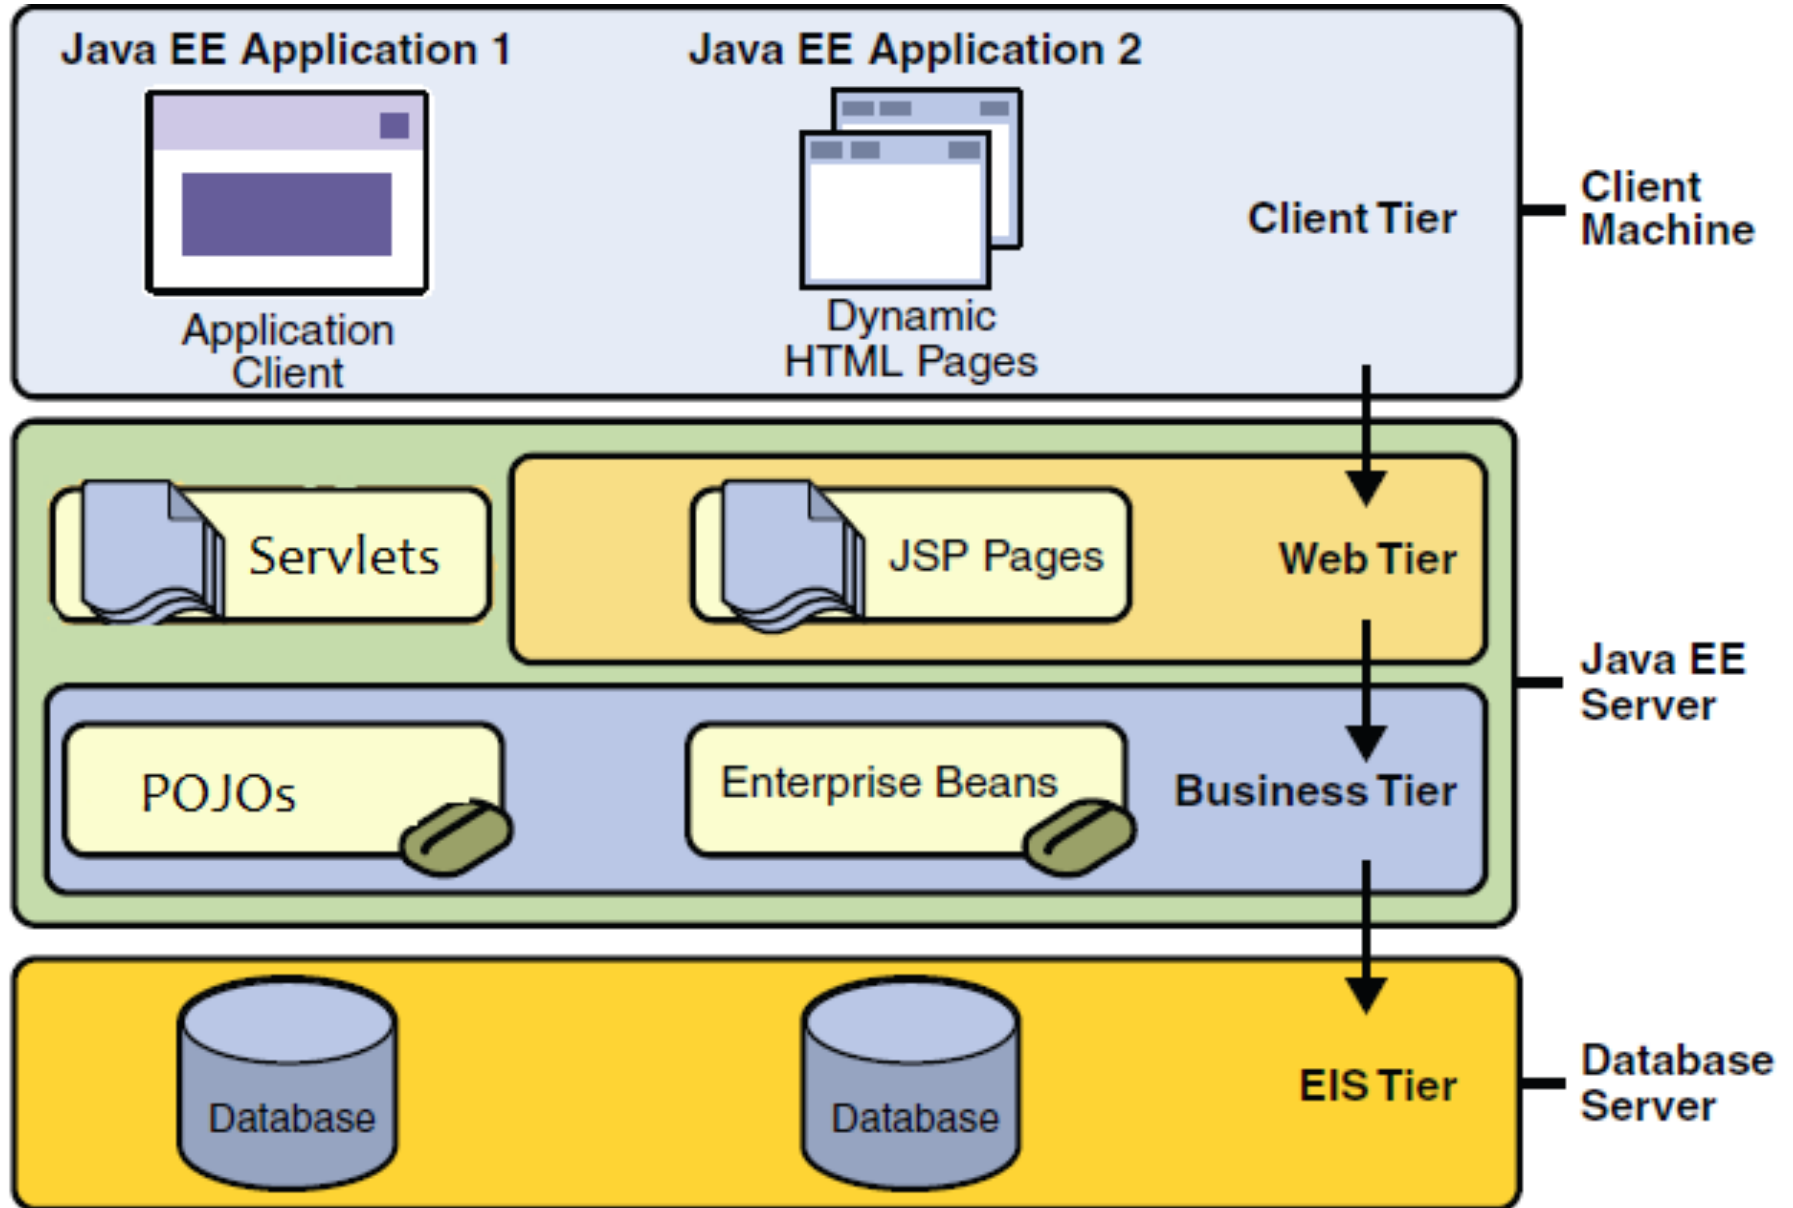 Java EE Application 1
Java EE Application 2
Application
Client
Dynamic
HTML Pages
Client Tier
Client
Machine
Servlets
JSP Pages
Web Tier
Java EE
Server
POJOs
Enterprise Beans
Business Tier
Database
Database
EIS Tier
Database
Server